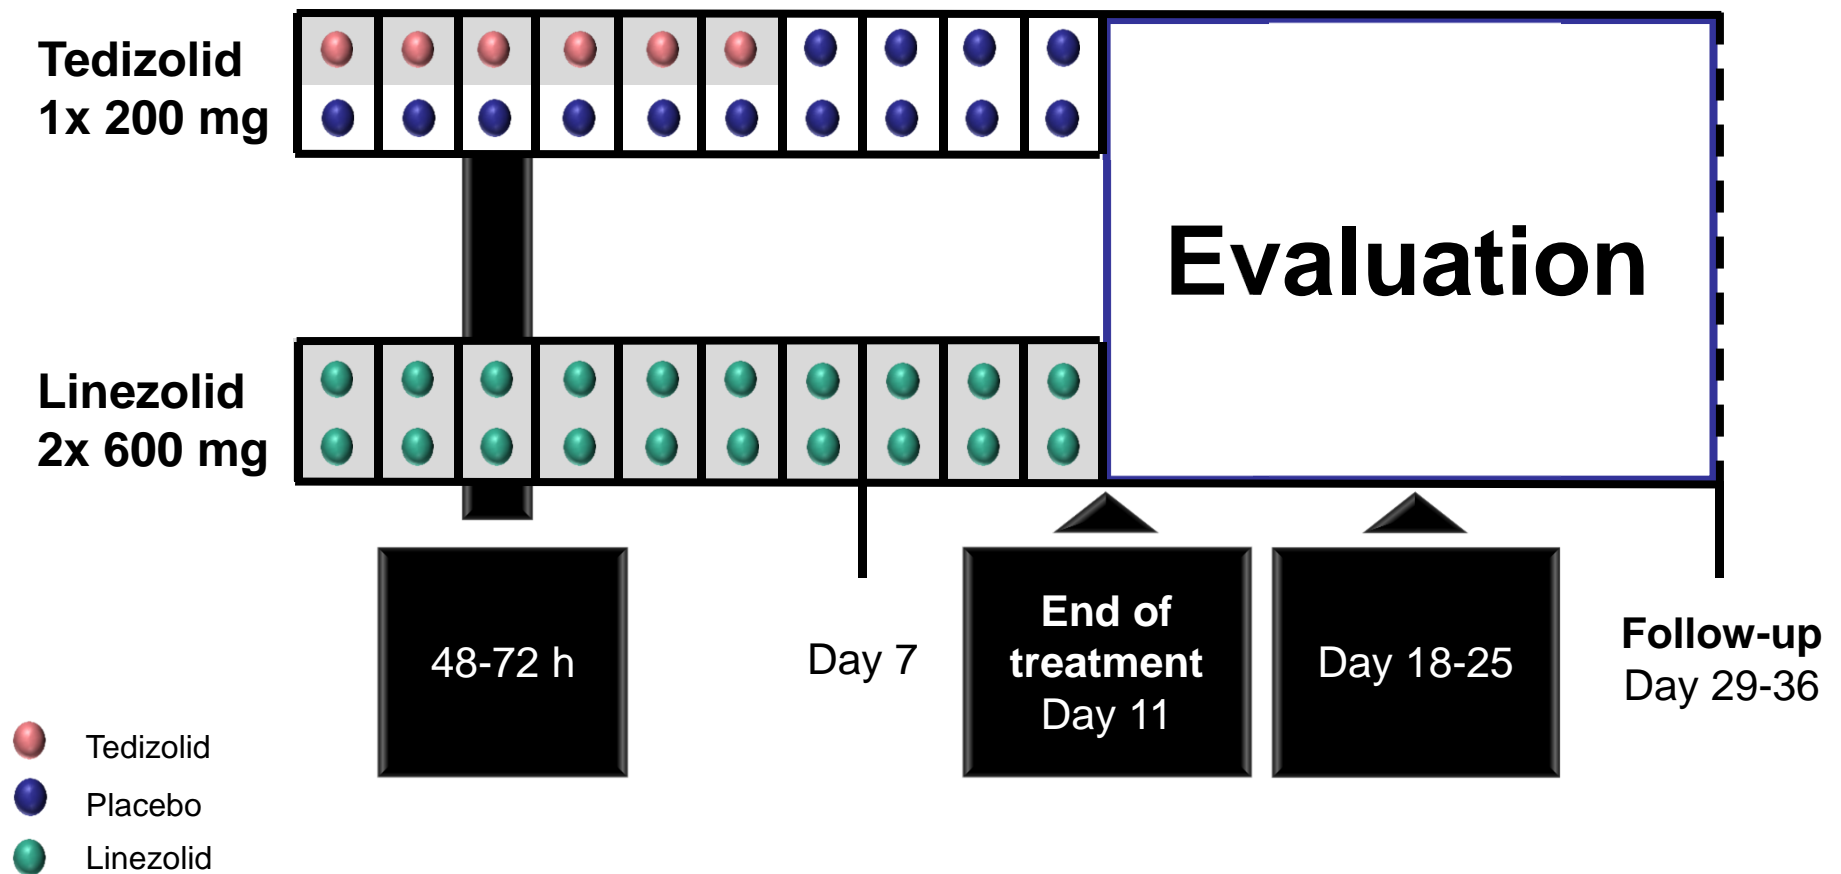 Tedizolid
1x 200 mg
Evaluation
Linezolid
2x 600 mg
48-72 h
Day 7
End of
treatment
Day 11
Day 18-25
Follow-up
Day 29-36
Tedizolid
Placebo
Linezolid